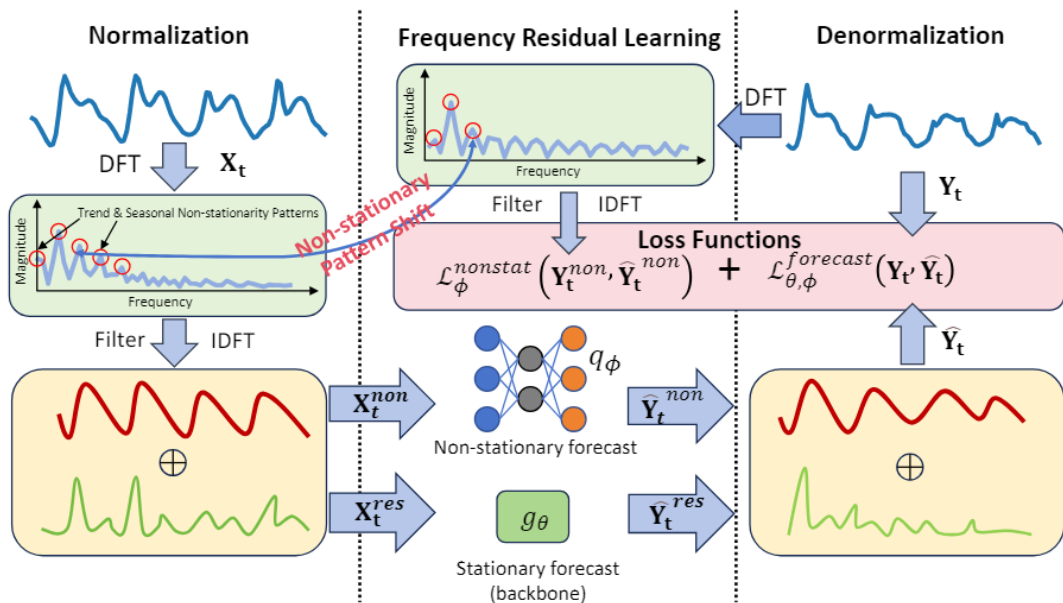 Normalization
Frequency Residual Learning
Denormalization
DFT
X_t
Magnitude
Trend & Seasonal Non-stationarity Patterns
Frequency
Filter
IDFT
Magnitude
Frequency
DFT
Non-stationary
Pattern Shift
Filter
IDFT
Y_t
Loss Functions
ℒ_ϕ^{nonstat}(Y_t^{non}, Ŷ_t^{non}) + ℒ_{θ,ϕ}^{forecast}(Y_t, Ŷ_t)
Ŷ_t
X_t^{non}
q_ϕ
Non-stationary forecast
Ŷ_t^{non}
⊕
X_t^{res}
g_θ
Stationary forecast
(backbone)
Ŷ_t^{res}
⊕